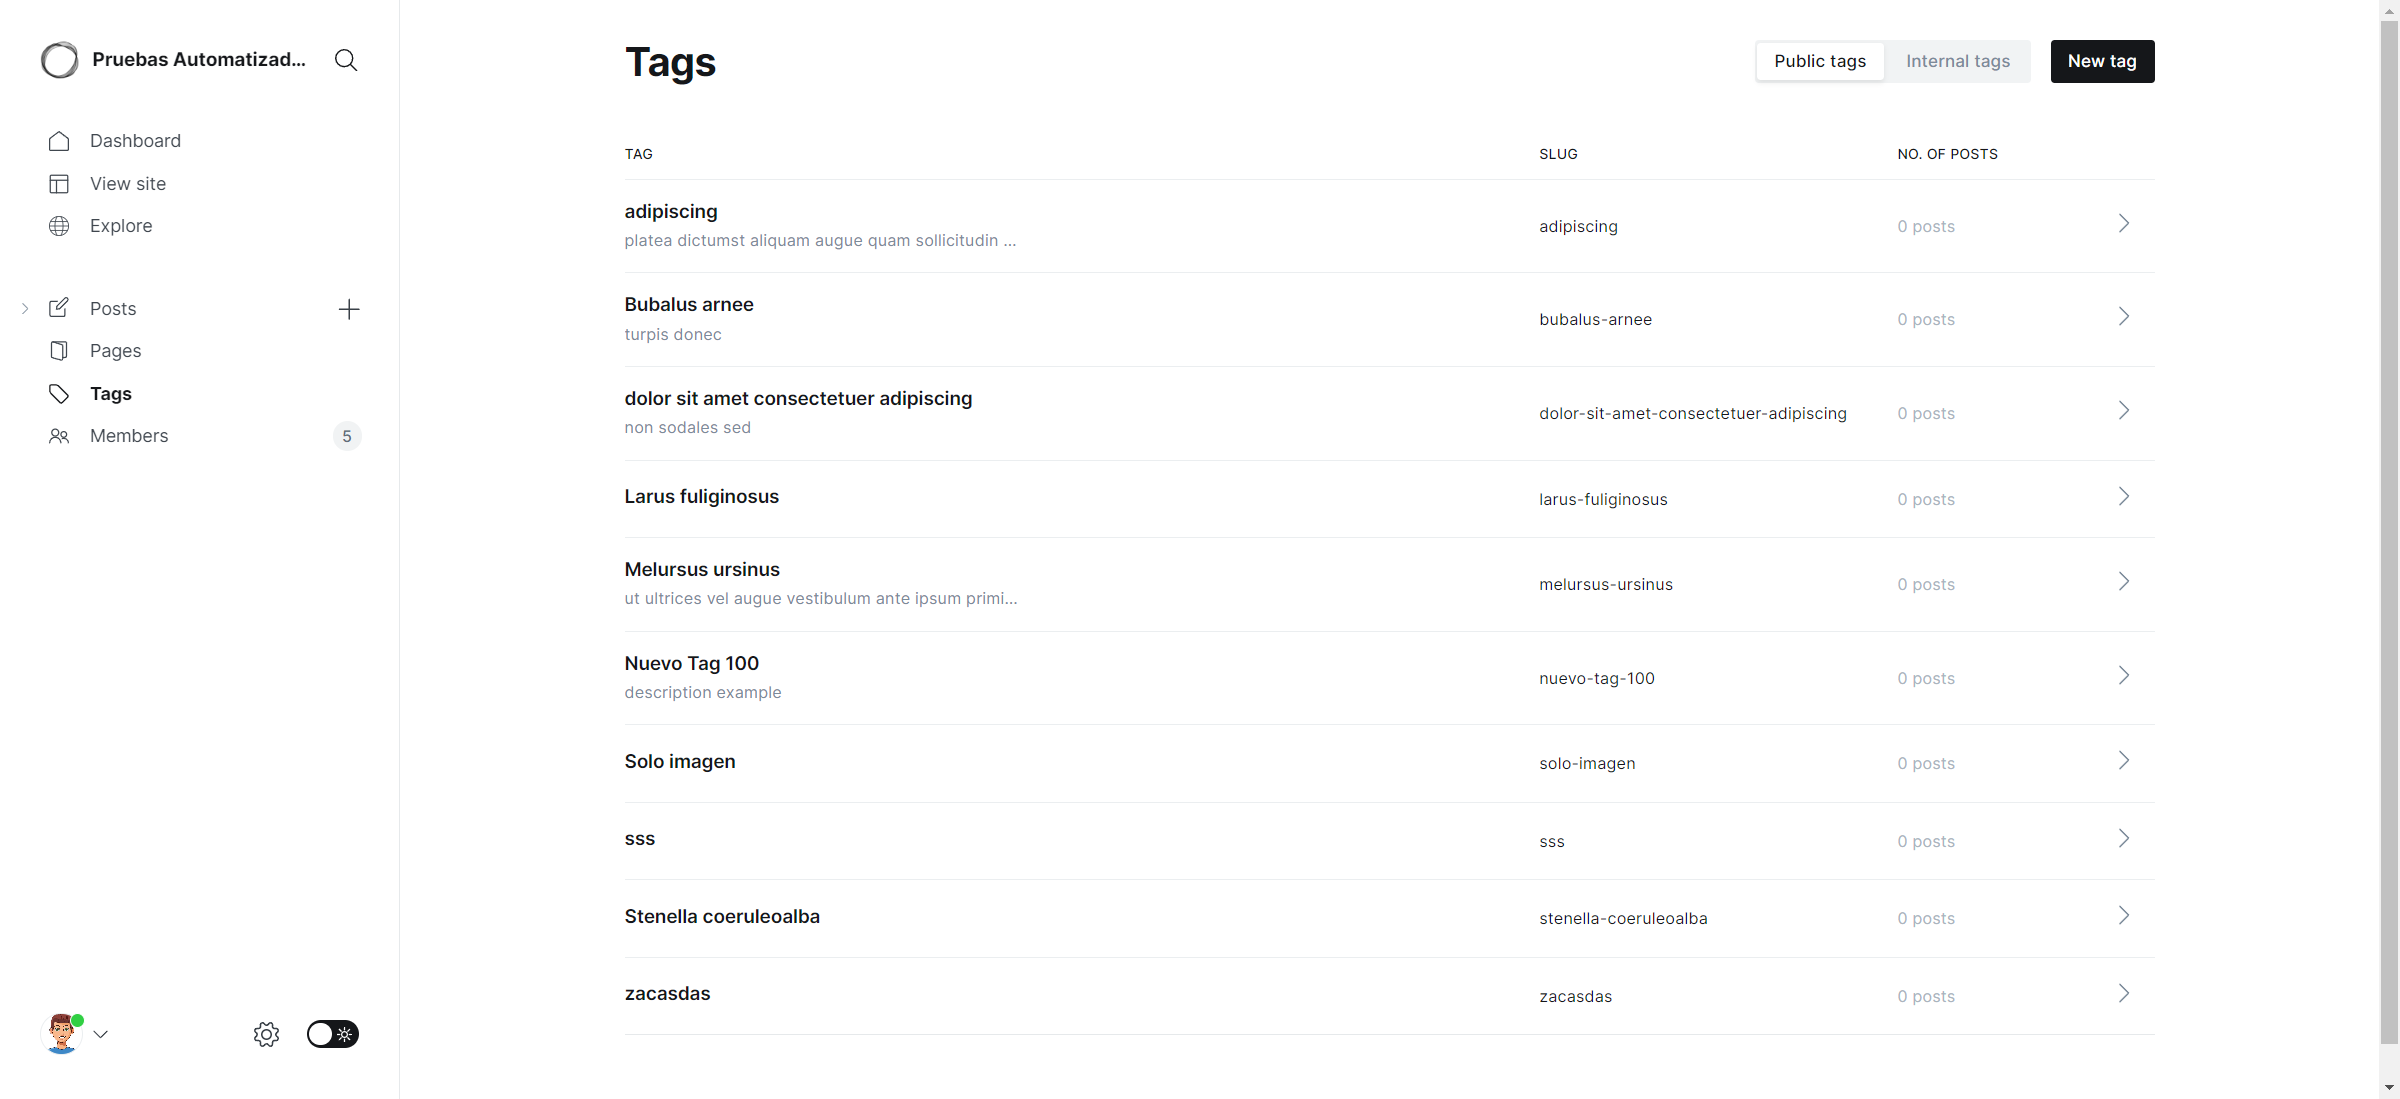 Pruebas Automatizad...
Dashboard
View site
Explore
Posts
Pages
Tags
Members 5
Tags
Public tags Internal tags New tag
TAG SLUG NO. OF POSTS
adipiscing
platea dictumst aliquam augue quam sollicitudin ...
adipiscing 0 posts
Bubalus arnee
turpis donec
bubalus-arnee 0 posts
dolor sit amet consectetuer adipiscing
non sodales sed
dolor-sit-amet-consectetuer-adipiscing 0 posts
Larus fuliginosus larus-fuliginosus 0 posts
Melursus ursinus
ut ultrices vel augue vestibulum ante ipsum primi...
melursus-ursinus 0 posts
Nuevo Tag 100
description example
nuevo-tag-100 0 posts
Solo imagen solo-imagen 0 posts
sss sss 0 posts
Stenella coeruleoalba stenella-coeruleoalba 0 posts
zacasdas zacasdas 0 posts